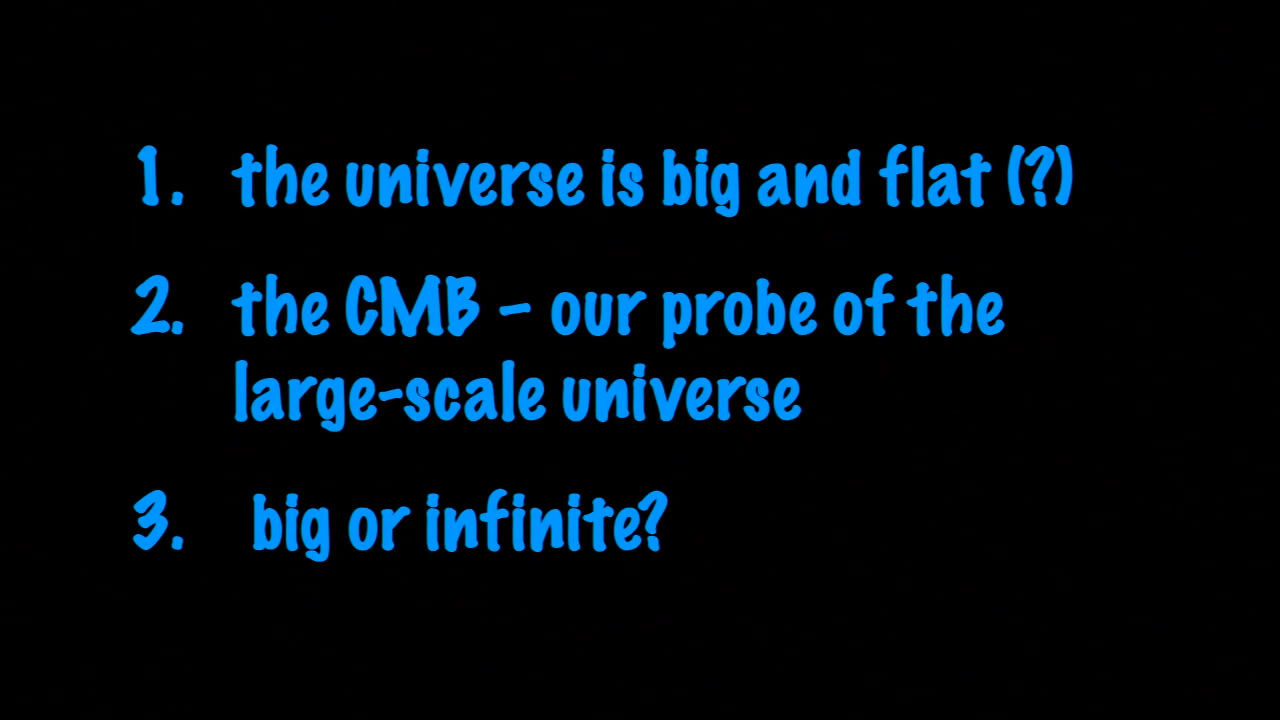 1. the universe is big and flat (?)
2. the CMB – our probe of the
large-scale universe
3. big or infinite?